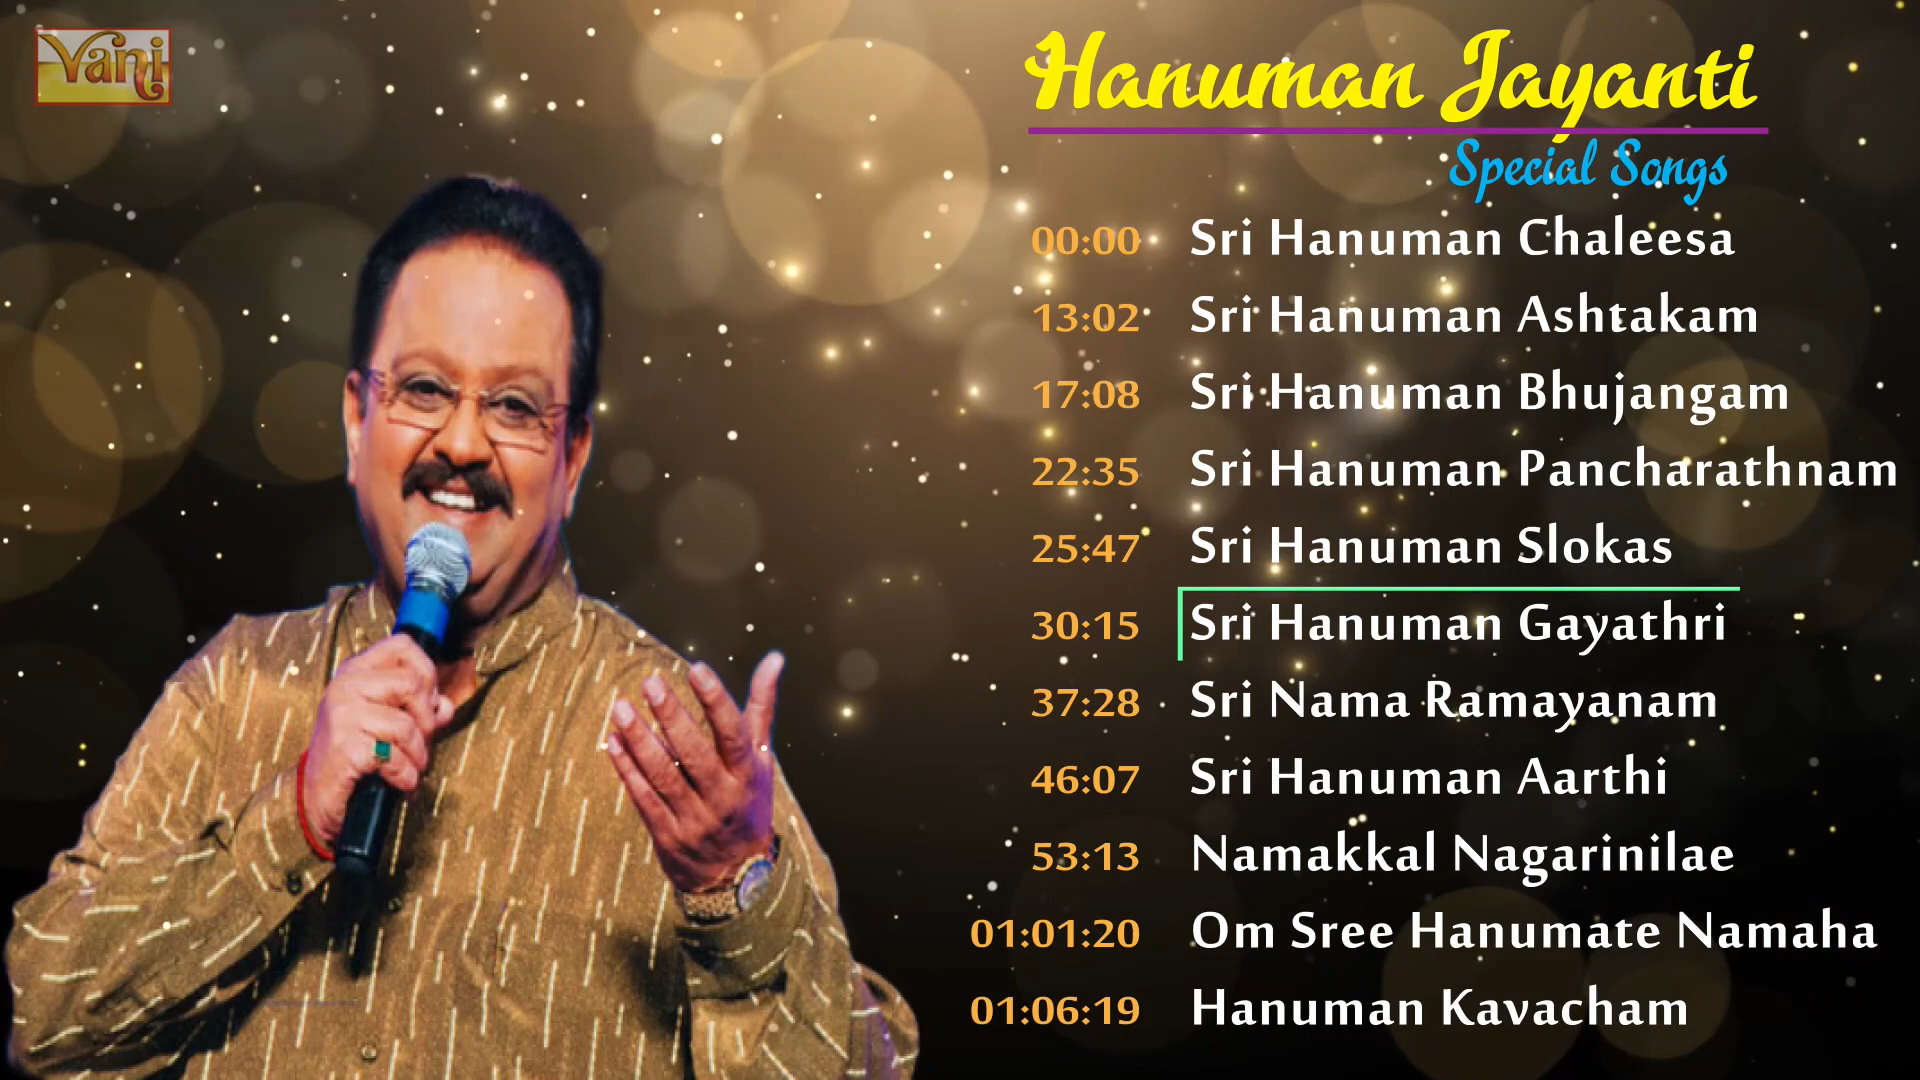 Vani
Hanuman Jayanti
Special Songs
00:00 Sri Hanuman Chaleesa
13:02 Sri Hanuman Ashtakam
17:08 Sri Hanuman Bhujangam
22:35 Sri Hanuman Pancharathnam
25:47 Sri Hanuman Slokas
30:15 Sri Hanuman Gayathri
37:28 Sri Nama Ramayanam
46:07 Sri Hanuman Aarthi
53:13 Namakkal Nagarinilae
01:01:20 Om Sree Hanumate Namaha
01:06:19 Hanuman Kavacham